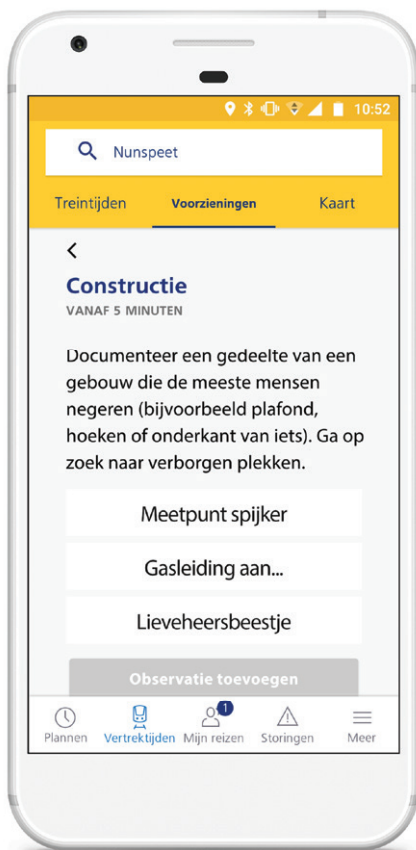 10:52
Nunspeet
Treintijden Voorzieningen Kaart
Constructie
VANAF 5 MINUTEN
Documenteer een gedeelte van een
gebouw die de meeste mensen
negeren (bijvoorbeeld plafond,
hoeken of onderkant van iets). Ga op
zoek naar verborgen plekken.
Meetpunt spijker
Gasleiding aan...
Lieveheersbeestje
Observatie toevoegen
1
Plannen Vertrektijden Mijn reizen Storingen Meer